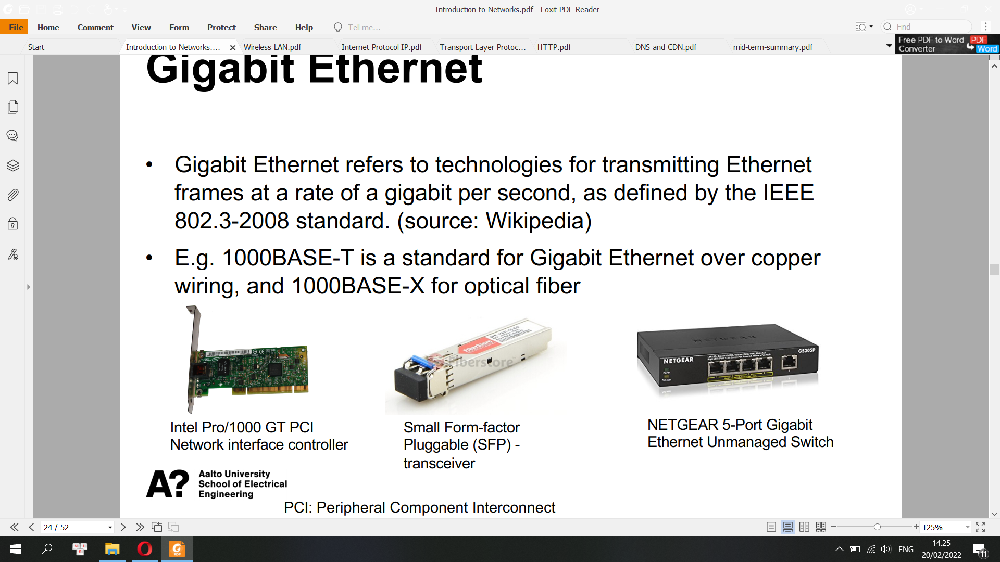 Introduction to Networks.pdf - Foxit PDF Reader
File Home Comment View Form Protect Share Help Tell me... Find
Start Introduction to Networks.... Wireless LAN.pdf Internet Protocol IP.pdf Transport Layer Protoc... HTTP.pdf DNS and CDN.pdf mid-term-summary.pdf
Free PDF to Word PDF
Converter Word
Gigabit Ethernet
• Gigabit Ethernet refers to technologies for transmitting Ethernet
frames at a rate of a gigabit per second, as defined by the IEEE
802.3-2008 standard. (source: Wikipedia)
• E.g. 1000BASE-T is a standard for Gigabit Ethernet over copper
wiring, and 1000BASE-X for optical fiber
FiberStore
Fiberstore
NETGEAR
NETGEAR GS305P
Power
PoE Max
Intel Pro/1000 GT PCI
Network interface controller
Small Form-factor
Pluggable (SFP) -
transceiver
NETGEAR 5-Port Gigabit
Ethernet Unmanaged Switch
A?
Aalto University
School of Electrical
Engineering
PCI: Peripheral Component Interconnect
24 / 52 125%
14.25
ENG
20/02/2022
11